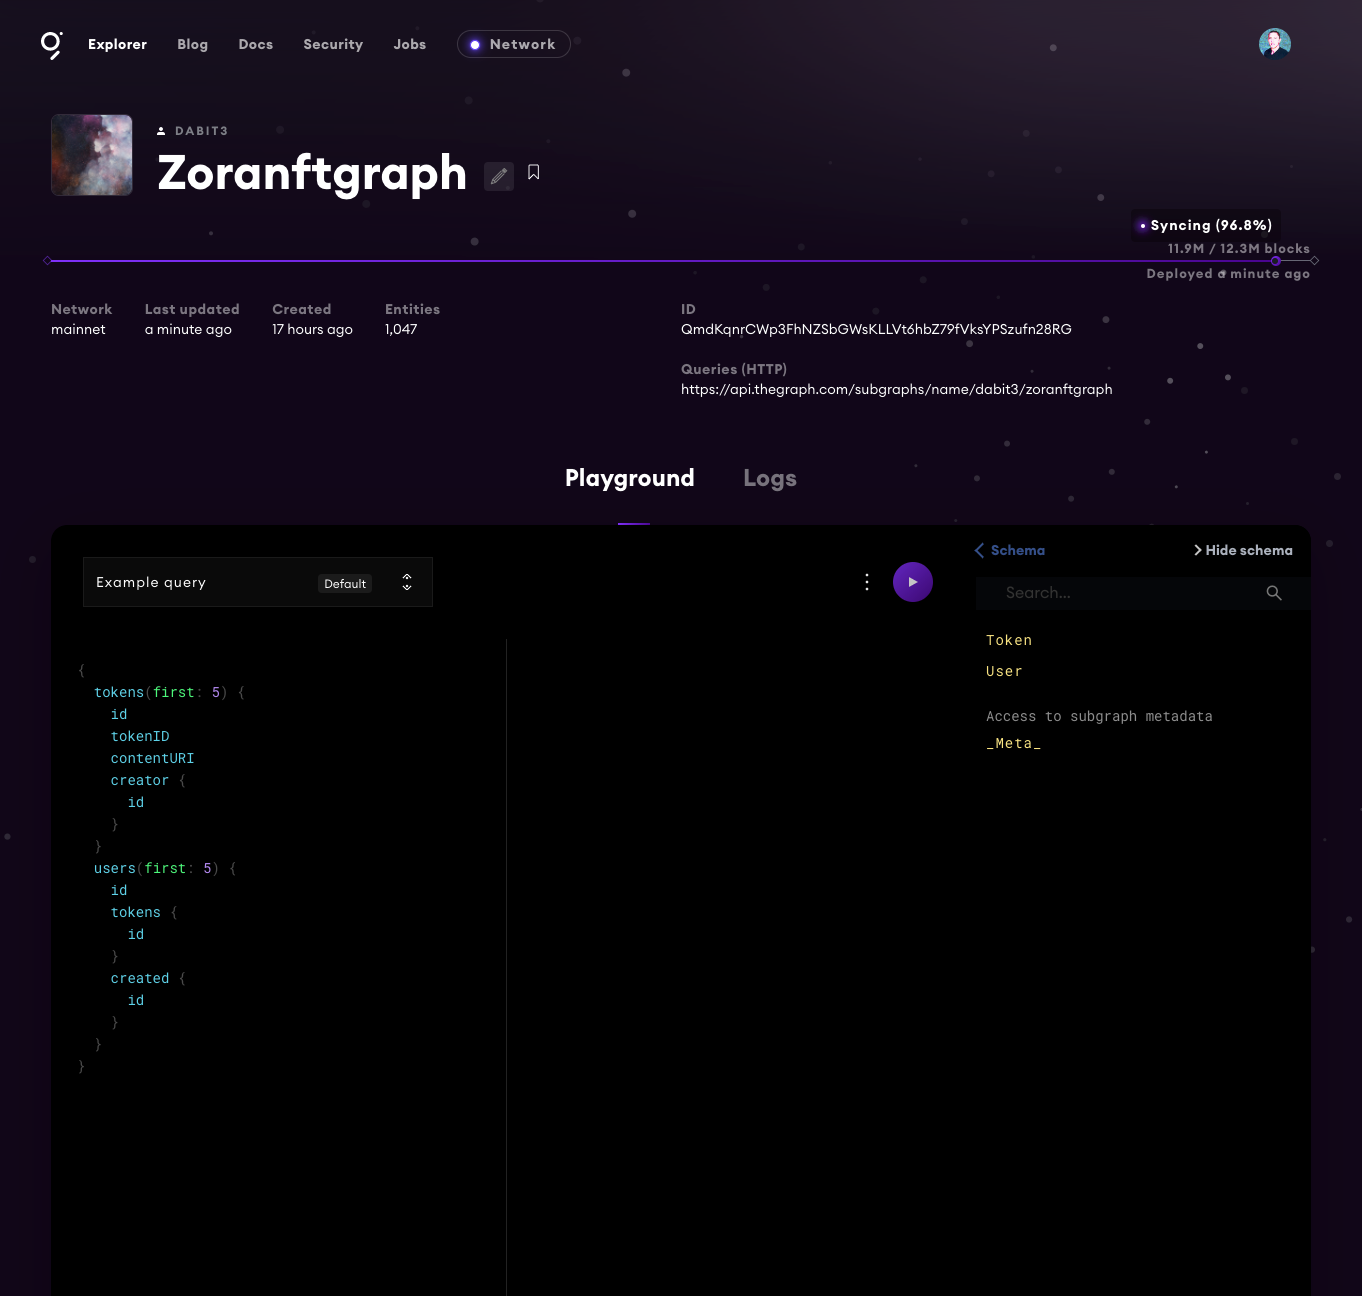 Explorer Blog Docs Security Jobs Network
DABIT3
Zoranftgraph
Syncing (96.8%)
11.9M / 12.3M blocks
Deployed a minute ago
Network Last updated Created Entities ID
mainnet a minute ago 17 hours ago 1,047 QmdKqnrCWp3FhNZSbGWsKLLVt6hbZ79fVksYPSzufn28RG
Queries (HTTP)
https://api.thegraph.com/subgraphs/name/dabit3/zoranftgraph
Playground Logs
Schema Hide schema
Example query Default
Search...
Token
User
Access to subgraph metadata
_Meta_
{
  tokens(first: 5) {
    id
    tokenID
    contentURI
    creator {
      id
    }
  }
  users(first: 5) {
    id
    tokens {
      id
    }
    created {
      id
    }
  }
}